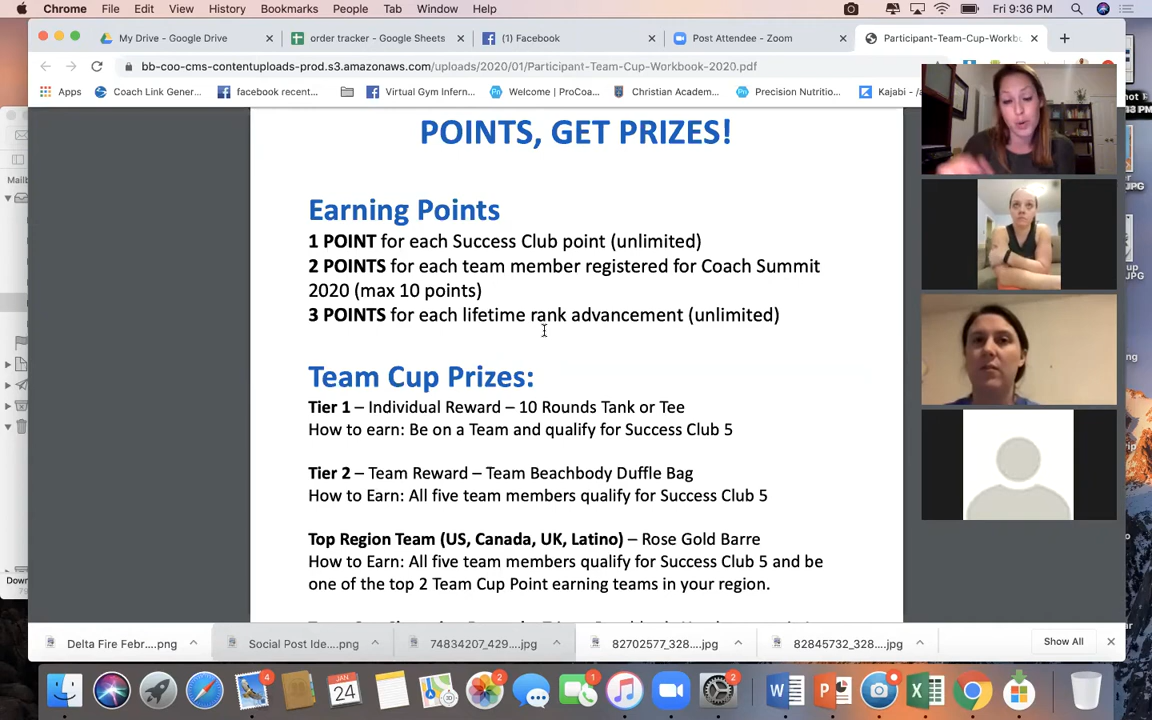 Chrome File Edit View History Bookmarks People Tab Window Help Fri 9:36 PM
My Drive - Google Drive order tracker - Google Sheets (1) Facebook Post Attendee - Zoom Participant-Team-Cup-Workbo
bb-coo-cms-contentuploads-prod.s3.amazonaws.com/uploads/2020/01/Participant-Team-Cup-Workbook-2020.pdf
Apps Coach Link Generat... facebook recent... Virtual Gym Infern... Welcome | ProCoa... Christian Academ... Precision Nutritio... Kajabi - /a
POINTS, GET PRIZES!
Earning Points
1 POINT for each Success Club point (unlimited)
2 POINTS for each team member registered for Coach Summit
2020 (max 10 points)
3 POINTS for each lifetime rank advancement (unlimited)
Team Cup Prizes:
Tier 1 – Individual Reward – 10 Rounds Tank or Tee
How to earn: Be on a Team and qualify for Success Club 5
Tier 2 – Team Reward – Team Beachbody Duffle Bag
How to Earn: All five team members qualify for Success Club 5
Top Region Team (US, Canada, UK, Latino) – Rose Gold Barre
How to Earn: All five team members qualify for Success Club 5 and be
one of the top 2 Team Cup Point earning teams in your region.
Delta Fire Febr....png Social Post Ide....png 74834207_429....jpg 82702577_328....jpg 82845732_328....jpg Show All
JAN
24